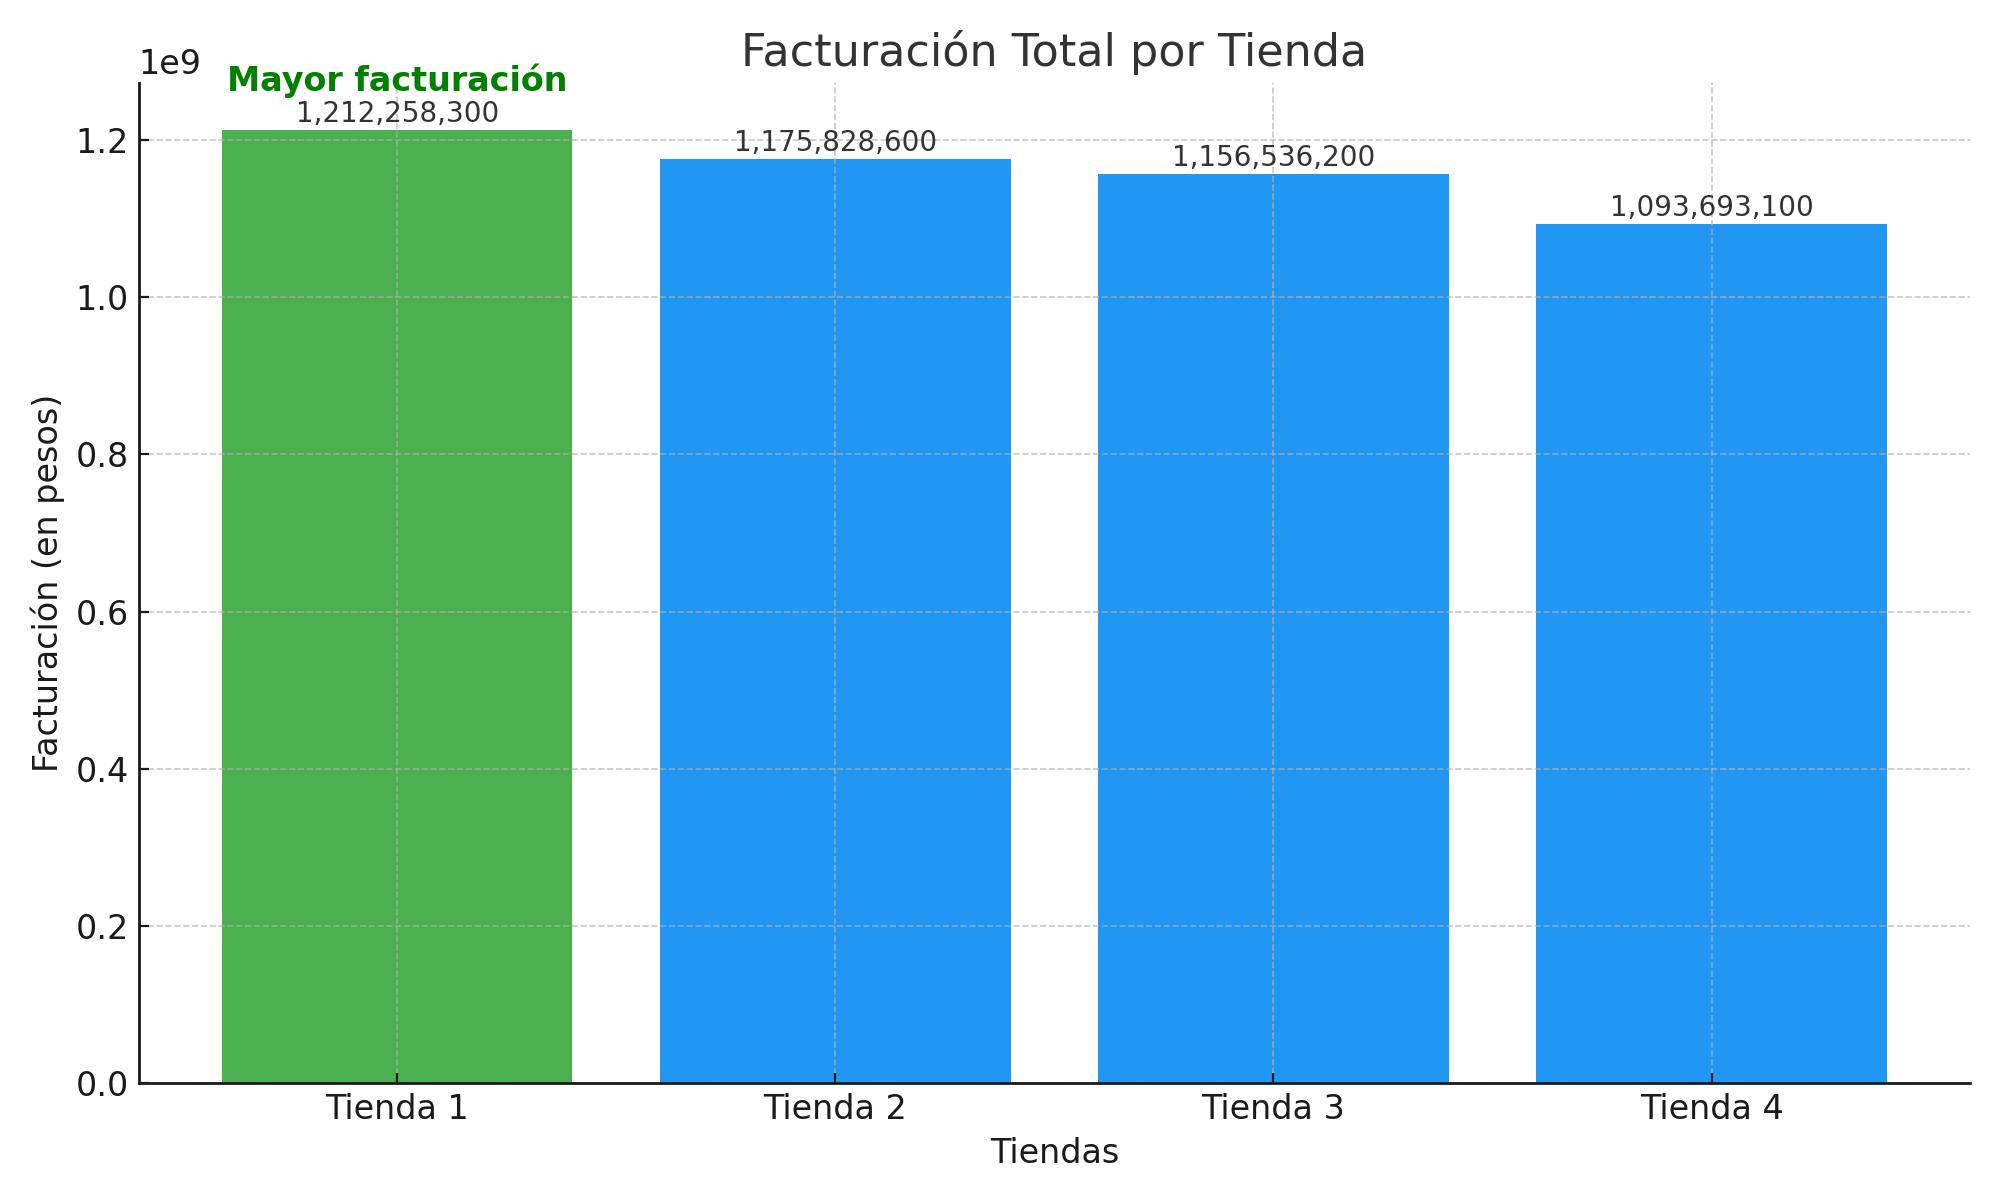 Facturación Total por Tienda
1e9
Mayor facturación
1,212,258,300
1,175,828,600
1,156,536,200
1,093,693,100
1.2
1.0
0.8
0.6
0.4
0.2
0.0
Facturación (en pesos)
Tienda 1
Tienda 2
Tienda 3
Tienda 4
Tiendas